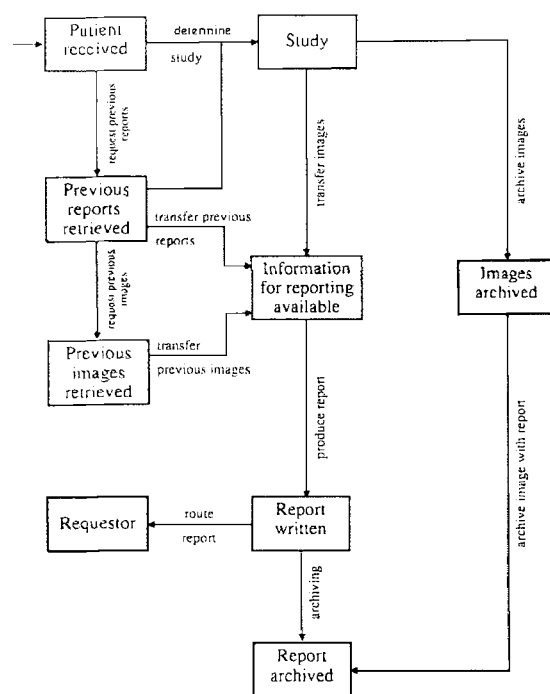 Patient
received
determine
study
Study
request previous
reports
transfer images
archive images
Previous
reports
retrieved
transfer previous
reports
Information
for reporting
available
Images
archived
request previous
images
Previous
images
retrieved
transfer
previous images
produce report
archive image with report
Requestor
route
report
Report
written
archiving
Report
archived